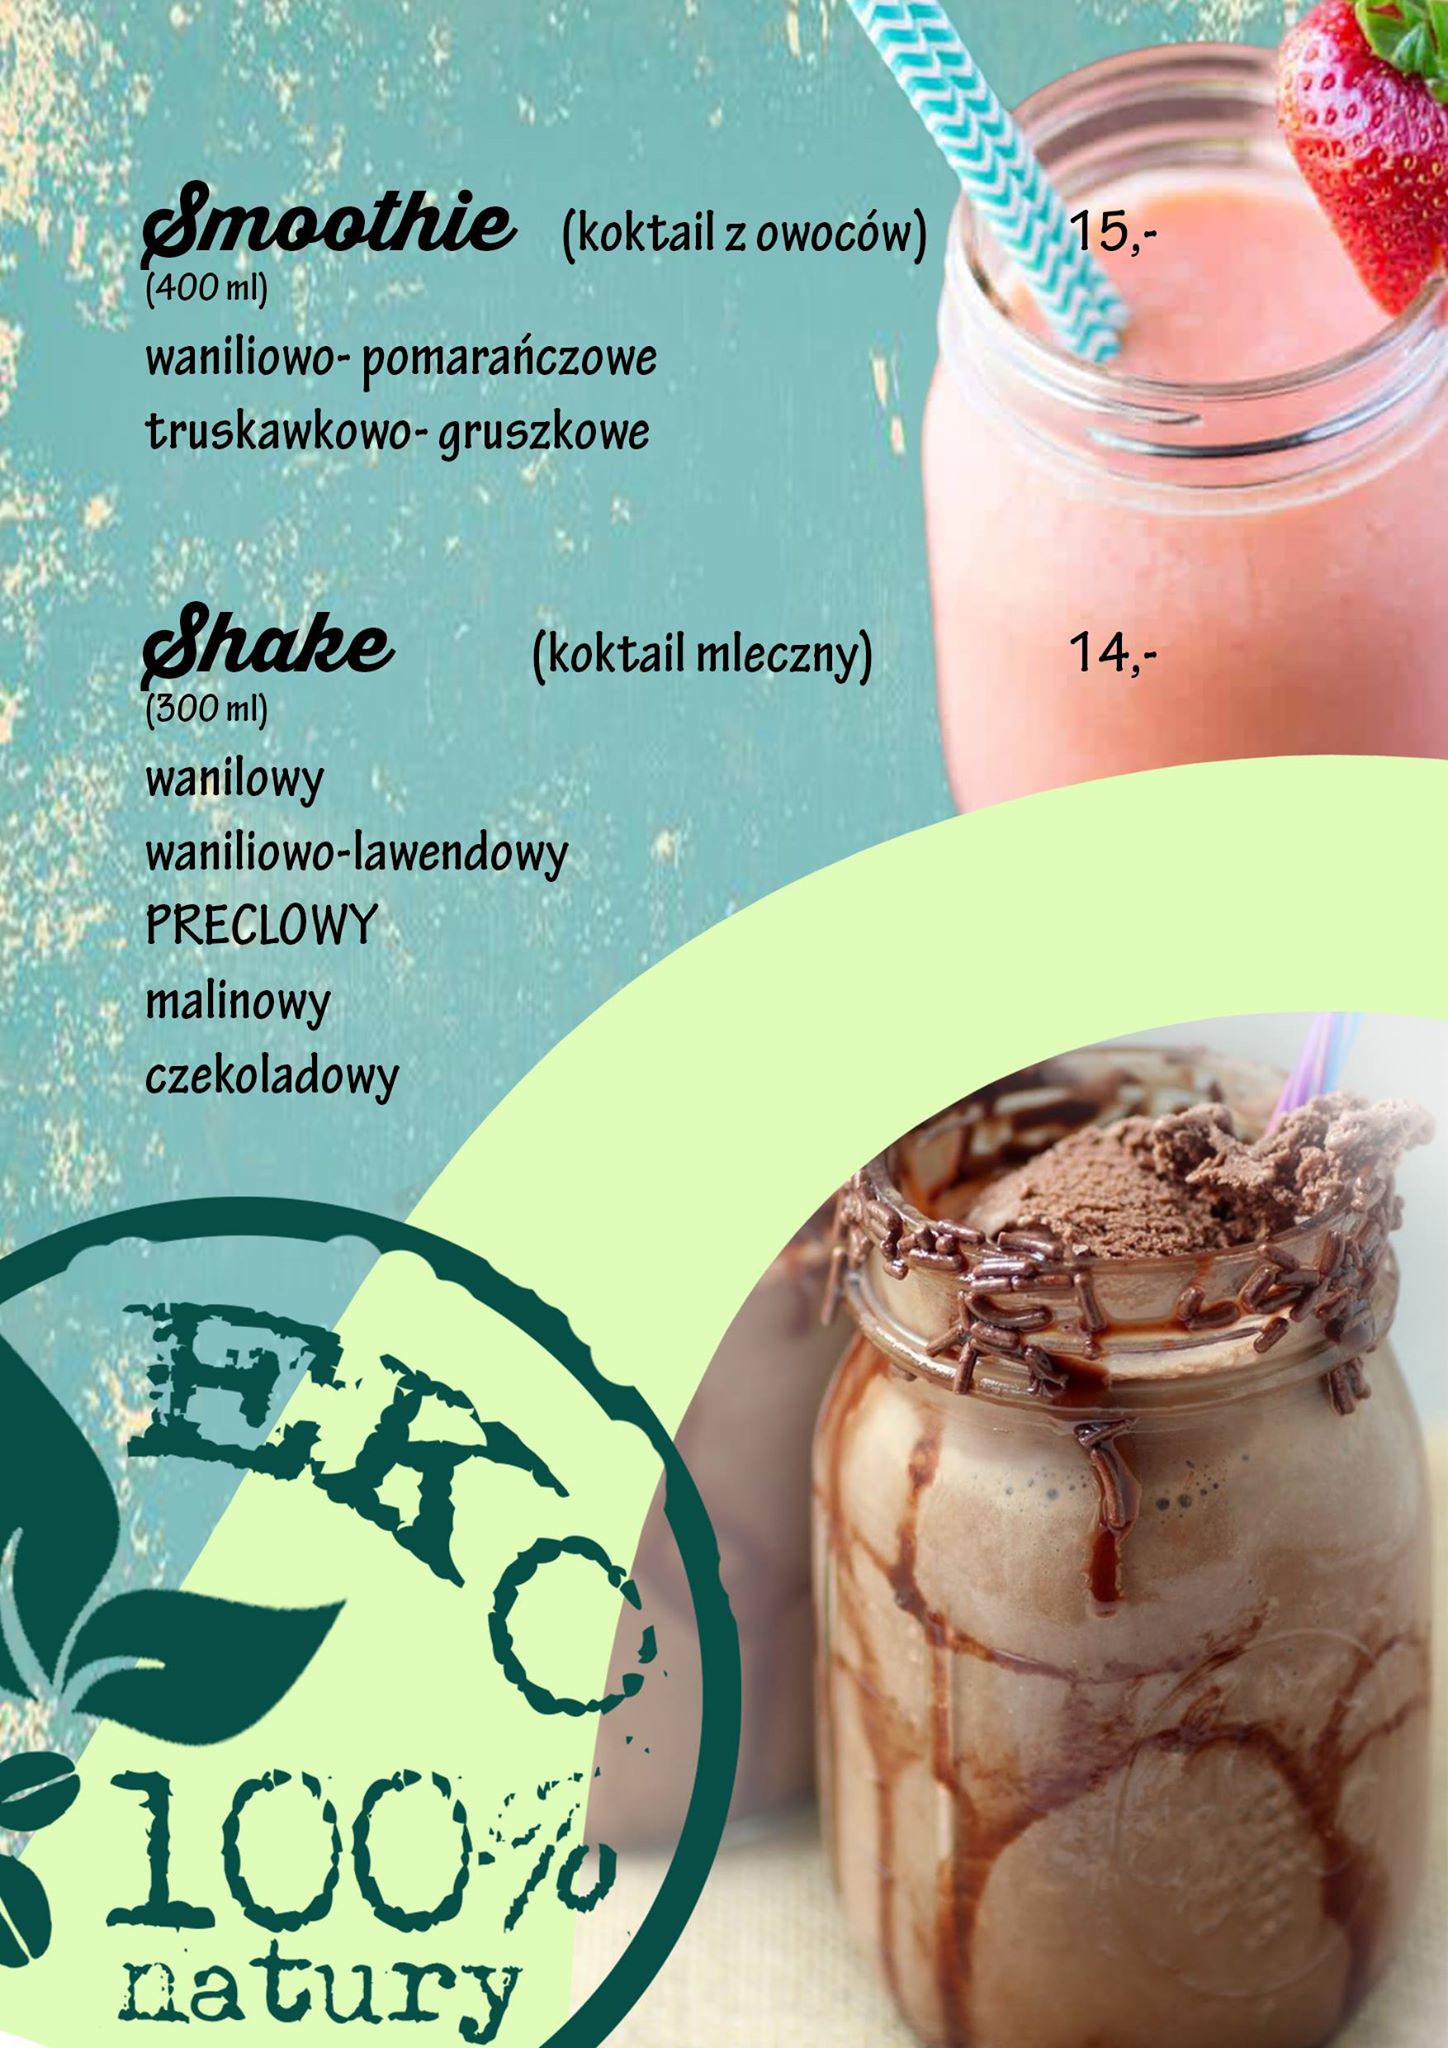 Smoothie (koktail z owoców) 15,-
(400 ml)
waniliowo- pomarańczowe
truskawkowo- gruszkowe
Shake (koktail mleczny) 14,-
(300 ml)
wanilowy
waniliowo-lawendowy
PRECLOWY
malinowy
czekoladowy
EKO
100%
natury